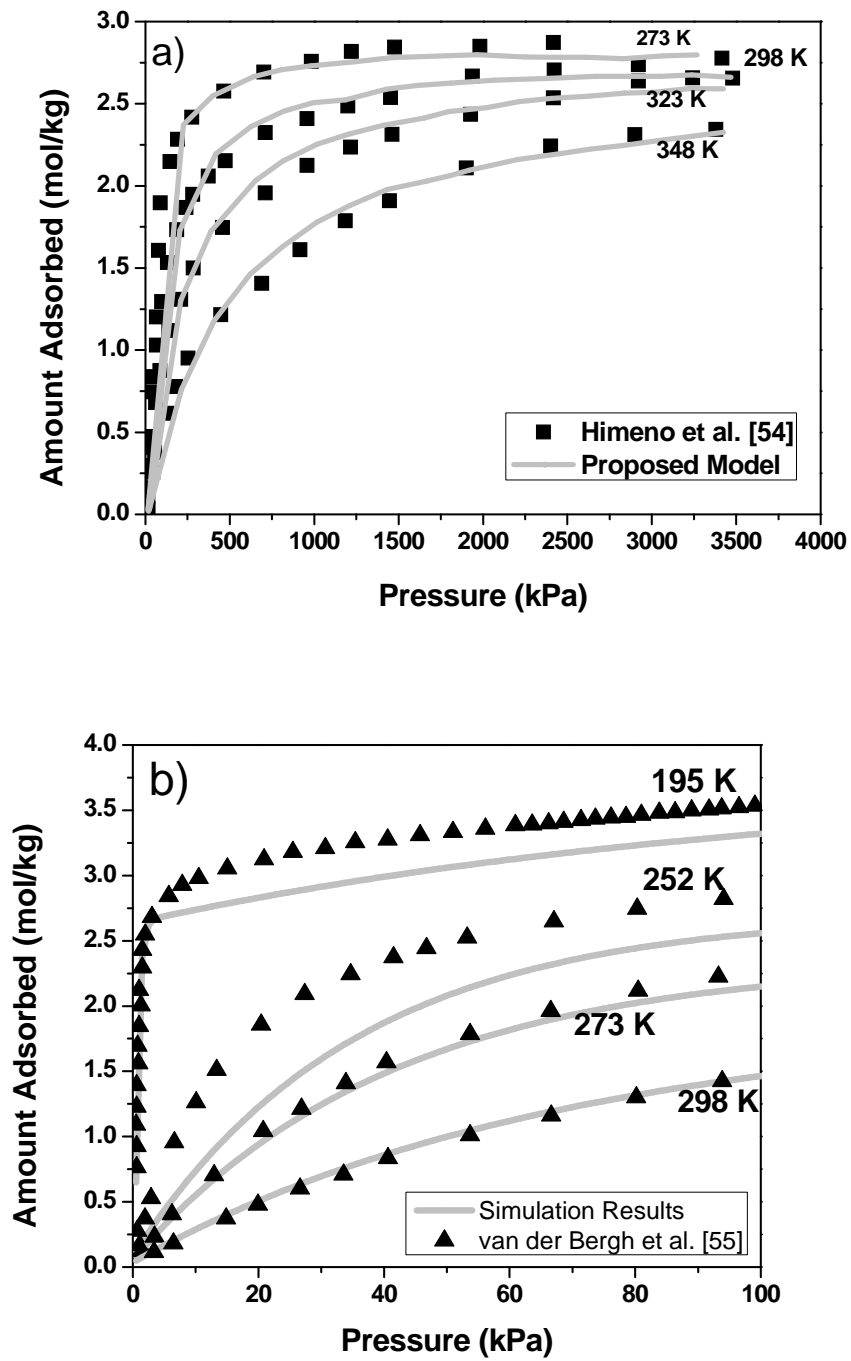 a)
273 K
298 K
323 K
348 K
3.0
2.5
2.0
1.5
1.0
0.5
0.0
Amount Adsorbed (mol/kg)
Himeno et al. [54]
Proposed Model
0 500 1000 1500 2000 2500 3000 3500 4000
Pressure (kPa)
b)
195 K
252 K
273 K
298 K
4.0
3.5
3.0
2.5
2.0
1.5
1.0
0.5
0.0
Amount Adsorbed (mol/kg)
Simulation Results
van der Bergh et al. [55]
0 20 40 60 80 100
Pressure (kPa)